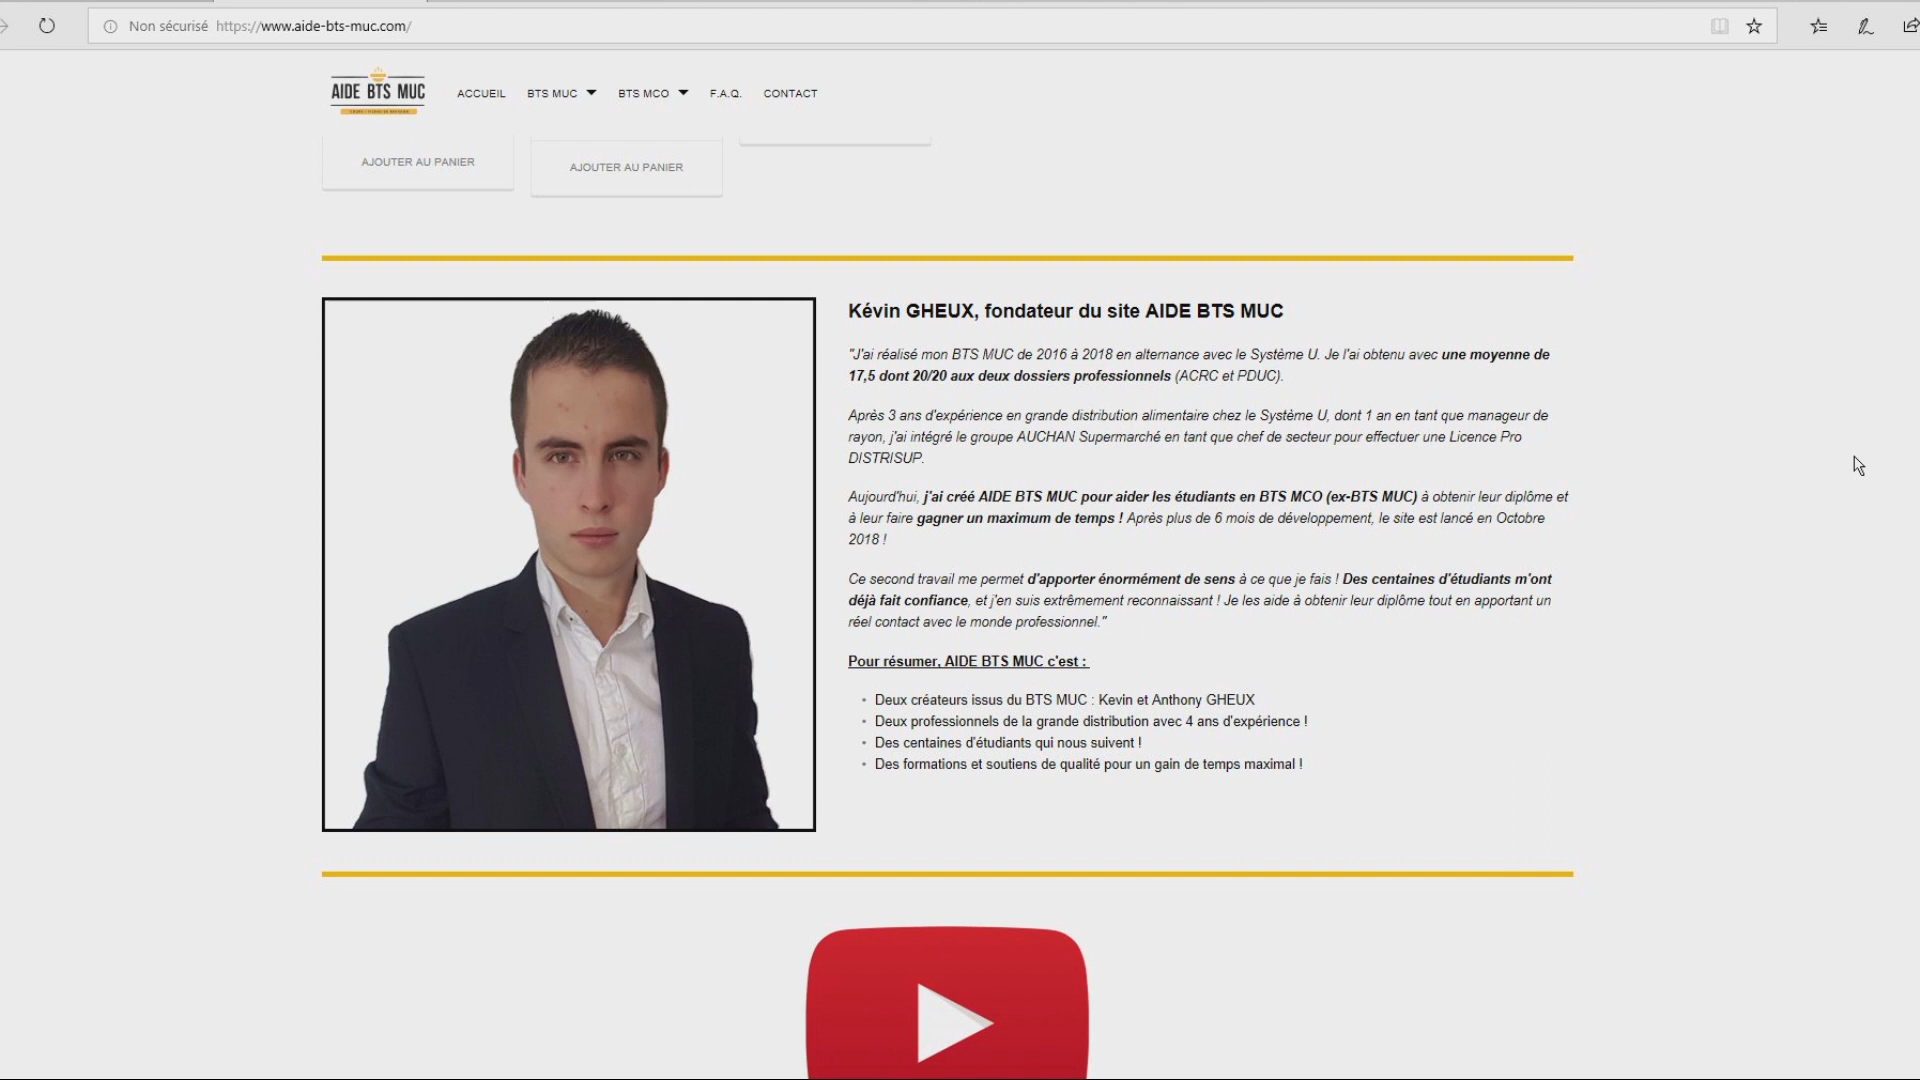 Non sécurisé https://www.aide-bts-muc.com/
AIDE BTS MUC
ACCUEIL BTS MUC BTS MCO F.A.Q. CONTACT
AJOUTER AU PANIER
AJOUTER AU PANIER
Kévin GHEUX, fondateur du site AIDE BTS MUC
"J'ai réalisé mon BTS MUC de 2016 à 2018 en alternance avec le Système U. Je l'ai obtenu avec une moyenne de
17,5 dont 20/20 aux deux dossiers professionnels (ACRC et PDUC).
Après 3 ans d'expérience en grande distribution alimentaire chez le Système U, dont 1 an en tant que manageur de
rayon, j'ai intégré le groupe AUCHAN Supermarché en tant que chef de secteur pour effectuer une Licence Pro
DISTRISUP.
Aujourd'hui, j'ai créé AIDE BTS MUC pour aider les étudiants en BTS MCO (ex-BTS MUC) à obtenir leur diplôme et
à leur faire gagner un maximum de temps ! Après plus de 6 mois de développement, le site est lancé en Octobre
2018 !
Ce second travail me permet d'apporter énormément de sens à ce que je fais ! Des centaines d'étudiants m'ont
déjà fait confiance, et j'en suis extrêmement reconnaissant ! Je les aide à obtenir leur diplôme tout en apportant un
réel contact avec le monde professionnel."
Pour résumer, AIDE BTS MUC c'est :
• Deux créateurs issus du BTS MUC : Kevin et Anthony GHEUX
• Deux professionnels de la grande distribution avec 4 ans d'expérience !
• Des centaines d'étudiants qui nous suivent !
• Des formations et soutiens de qualité pour un gain de temps maximal !